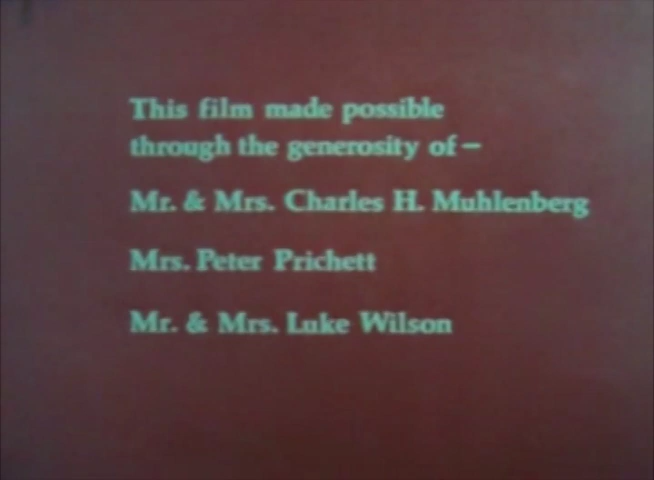 This film made possible
through the generosity of—
Mr. & Mrs. Charles H. Muhlenberg
Mrs. Peter Prichett
Mr. & Mrs. Luke Wilson